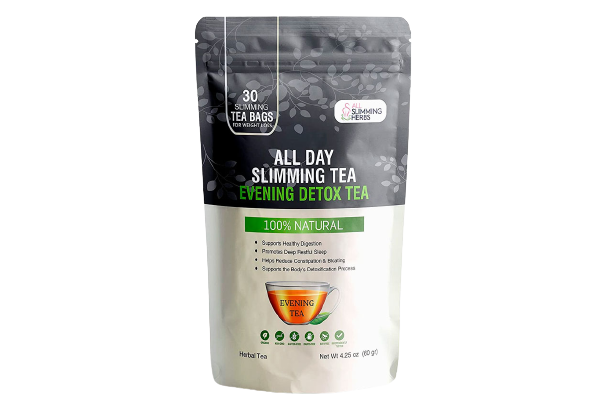 30
SLIMMING
TEA BAGS
FOR WEIGHT LOSS
ALL
SLIMMING
HERBS
ALL DAY
SLIMMING TEA
EVENING DETOX TEA
100% NATURAL
• Supports Healthy Digestion
• Promotes Deep Restful Sleep
• Helps Reduce Constipation & Bloating
• Supports the Body's Detoxification Process
EVENING
TEA
Herbal Tea
Net Wt 4.25 oz (60 gr)